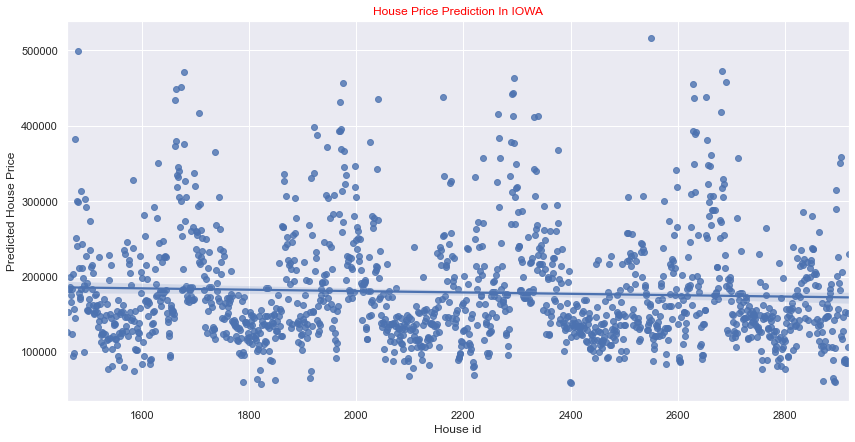 House Price Prediction In IOWA
500000
400000
300000
200000
100000
Predicted House Price
1600 1800 2000 2200 2400 2600 2800
House id